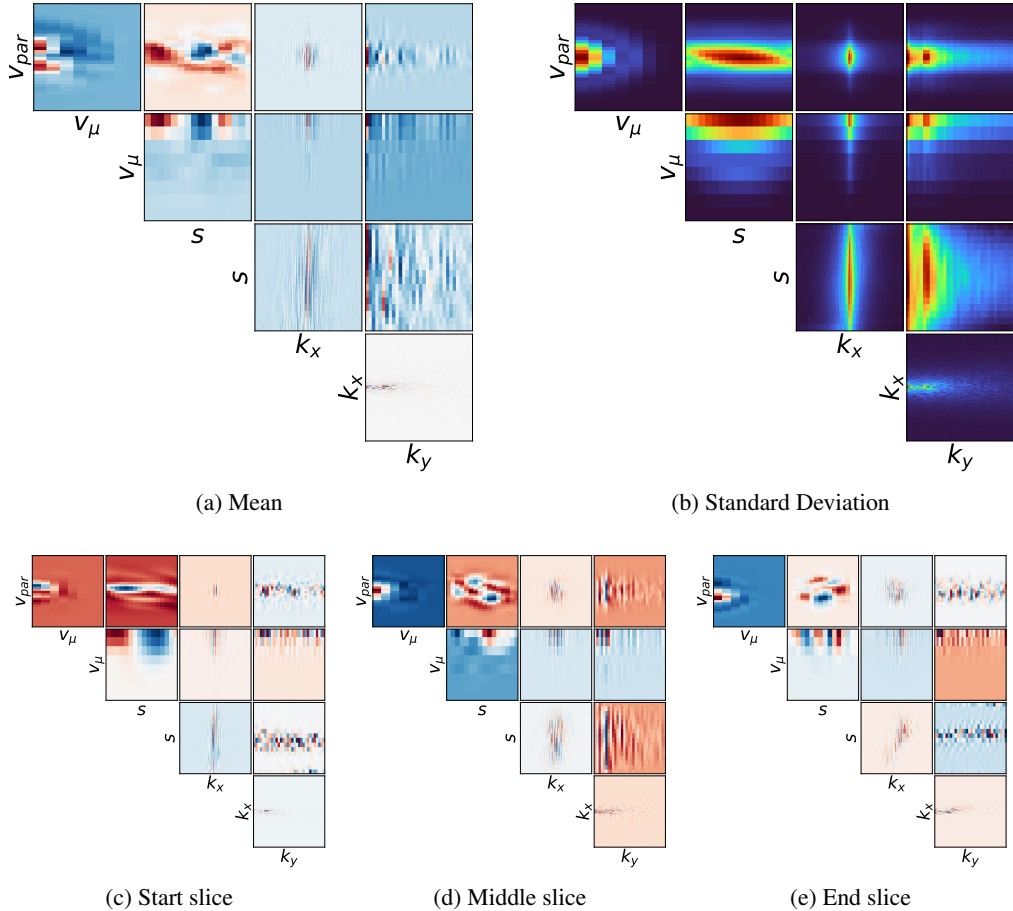 v_par
v_μ
v_μ
s
s
k_x
k_x
k_y
(a) Mean
v_par
v_μ
v_μ
s
s
k_x
k_x
k_y
(b) Standard Deviation
v_par
v_μ
v_μ
s
s
k_x
k_x
k_y
(c) Start slice
v_par
v_μ
v_μ
s
s
k_x
k_x
k_y
(d) Middle slice
v_par
v_μ
v_μ
s
s
k_x
k_x
k_y
(e) End slice